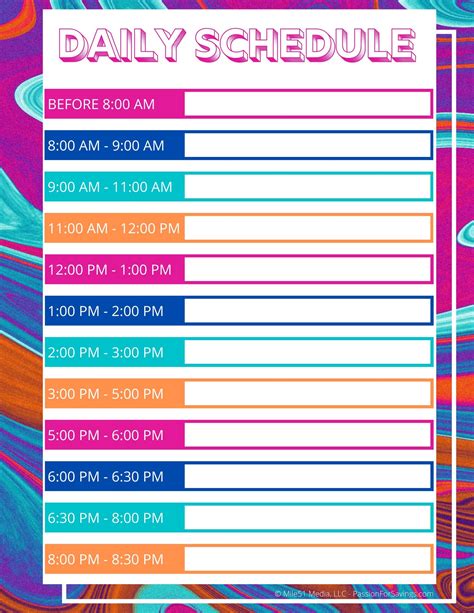 DAILY SCHEDULE
BEFORE 8:00 AM
8:00 AM - 9:00 AM
9:00 AM - 11:00 AM
11:00 AM - 12:00 PM
12:00 PM - 1:00 PM
1:00 PM - 2:00 PM
2:00 PM - 3:00 PM
3:00 PM - 5:00 PM
5:00 PM - 6:00 PM
6:00 PM - 6:30 PM
6:30 PM - 8:00 PM
8:00 PM - 8:30 PM
© Mile51 Media, LLC - PassionForSavings.com